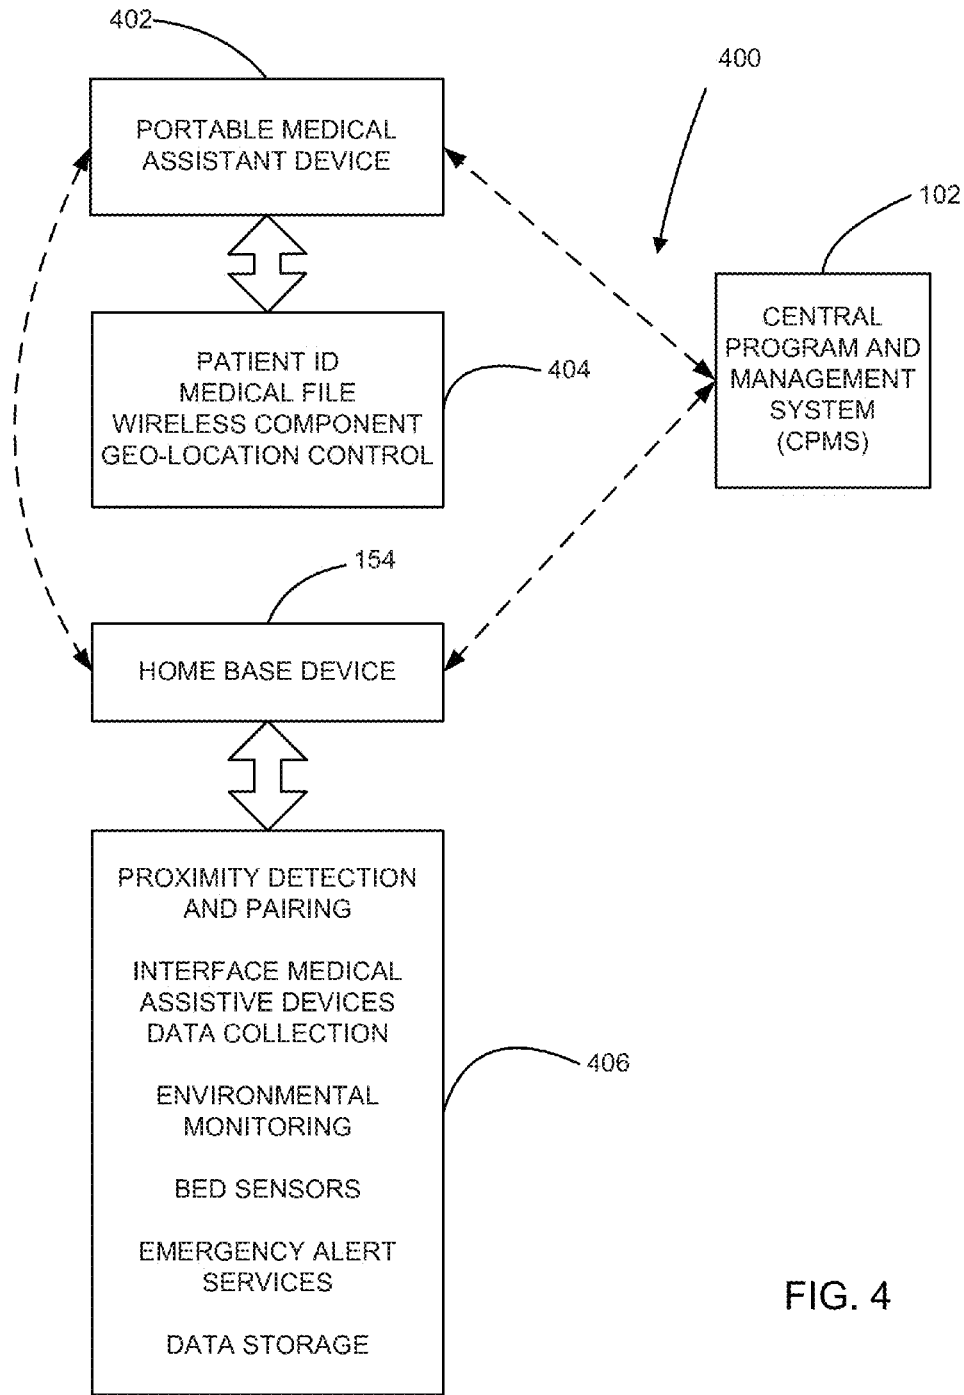 402
400
PORTABLE MEDICAL
ASSISTANT DEVICE
102
CENTRAL
PROGRAM AND
MANAGEMENT
SYSTEM
(CPMS)
PATIENT ID
MEDICAL FILE
WIRELESS COMPONENT
GEO-LOCATION CONTROL
404
154
HOME BASE DEVICE
PROXIMITY DETECTION
AND PAIRING
INTERFACE MEDICAL
ASSISTIVE DEVICES
DATA COLLECTION
ENVIRONMENTAL
MONITORING
BED SENSORS
EMERGENCY ALERT
SERVICES
DATA STORAGE
406
FIG. 4